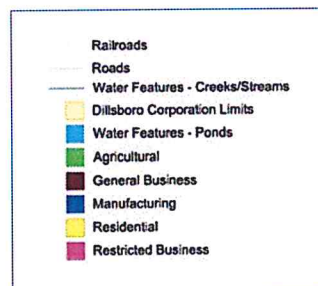 Railroads
Roads
Water Features - Creeks/Streams
Dillsboro Corporation Limits
Water Features - Ponds
Agricultural
General Business
Manufacturing
Residential
Restricted Business